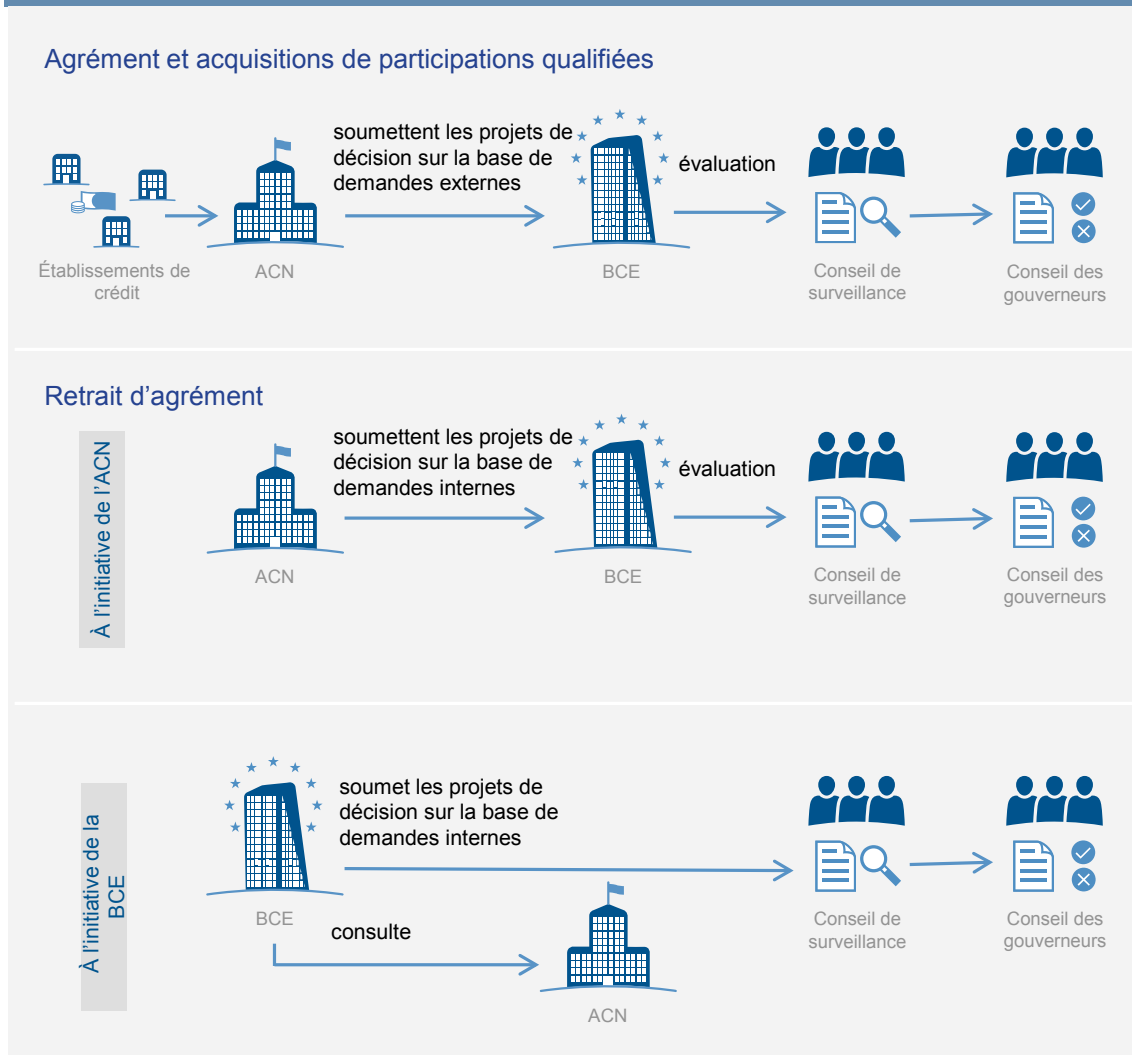 Agrément et acquisitions de participations qualifiées
soumettent les projets de
décision sur la base de
demandes externes
évaluation
Établissements de
crédit
ACN
BCE
Conseil de
surveillance
Conseil des
gouverneurs
Retrait d’agrément
À l’initiative de l’ACN
soumettent les projets de
décision sur la base de
demandes internes
évaluation
ACN
BCE
Conseil de
surveillance
Conseil des
gouverneurs
À l’initiative de la
BCE
soumet les projets de
décision sur la base de
demandes internes
BCE
consulte
ACN
Conseil de
surveillance
Conseil des
gouverneurs